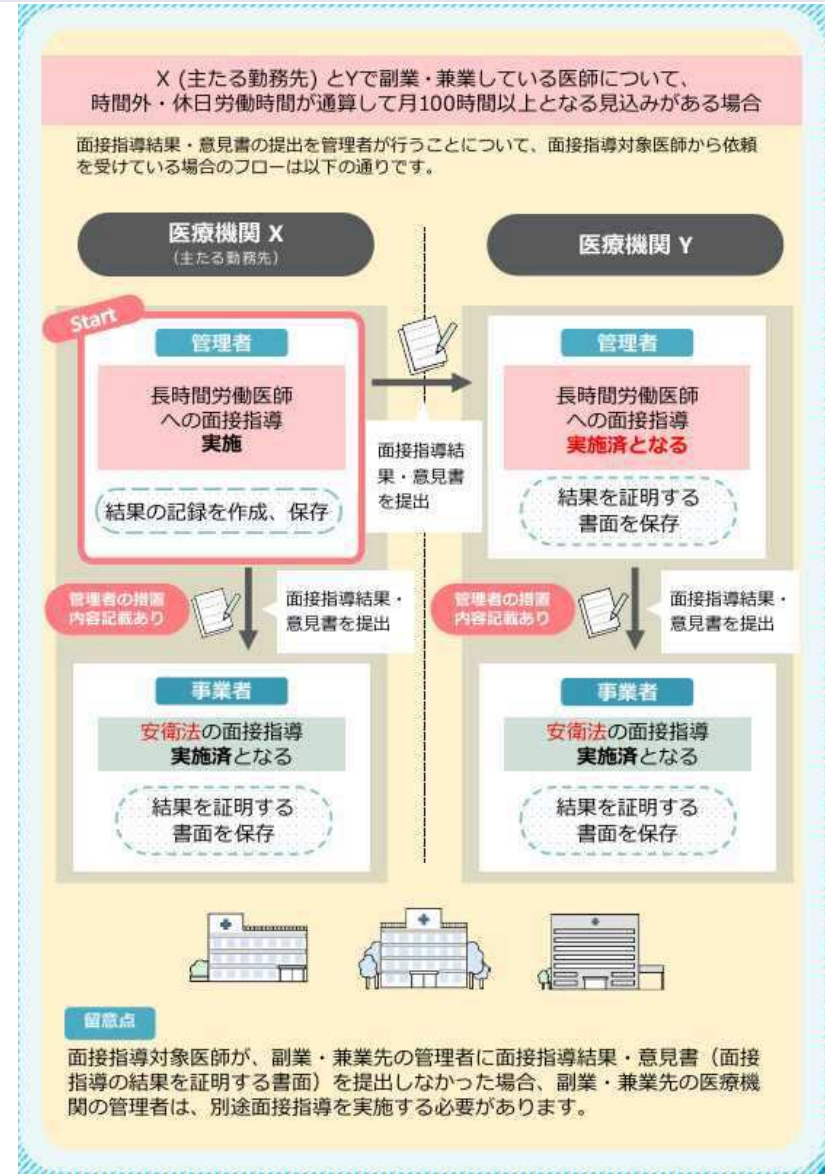 X (主たる勤務先) とYで副業・兼業している医師について、
時間外・休日労働時間が通算して月100時間以上となる見込みがある場合
面接指導結果・意見書の提出を管理者が行うことについて、面接指導対象医師から依頼
を受けている場合のフローは以下の通りです。
医療機関 X
(主たる勤務先)
医療機関 Y
Start
管理者
長時間労働医師
への面接指導
実施
結果の記録を作成、保存
面接指導結
果・意見書
を提出
管理者
長時間労働医師
への面接指導
実施済となる
結果を証明する
書面を保存
管理者の措置
内容記載あり
面接指導結果・
意見書を提出
管理者の措置
内容記載あり
面接指導結果・
意見書を提出
事業者
安衛法の面接指導
実施済となる
結果を証明する
書面を保存
事業者
安衛法の面接指導
実施済となる
結果を証明する
書面を保存
留意点
面接指導対象医師が、副業・兼業先の管理者に面接指導結果・意見書（面接
指導の結果を証明する書面）を提出しなかった場合、副業・兼業先の医療機
関の管理者は、別途面接指導を実施する必要があります。